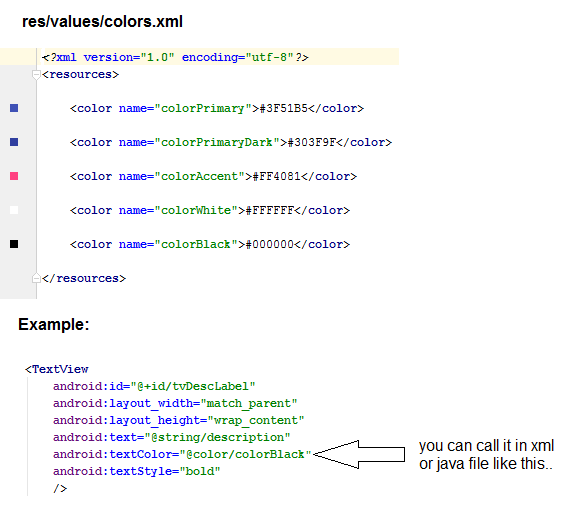 res/values/colors.xml
<?xml version="1.0" encoding="utf-8"?>
<resources>
<color name="colorPrimary">#3F51B5</color>
<color name="colorPrimaryDark">#303F9F</color>
<color name="colorAccent">#FF4081</color>
<color name="colorWhite">#FFFFFF</color>
<color name="colorBlack">#000000</color>
</resources>
Example:
<TextView
android:id="@+id/tvDescLabel"
android:layout_width="match_parent"
android:layout_height="wrap_content"
android:text="@string/description"
android:textColor="@color/colorBlack"
android:textStyle="bold"
/>
you can call it in xml
or java file like this..